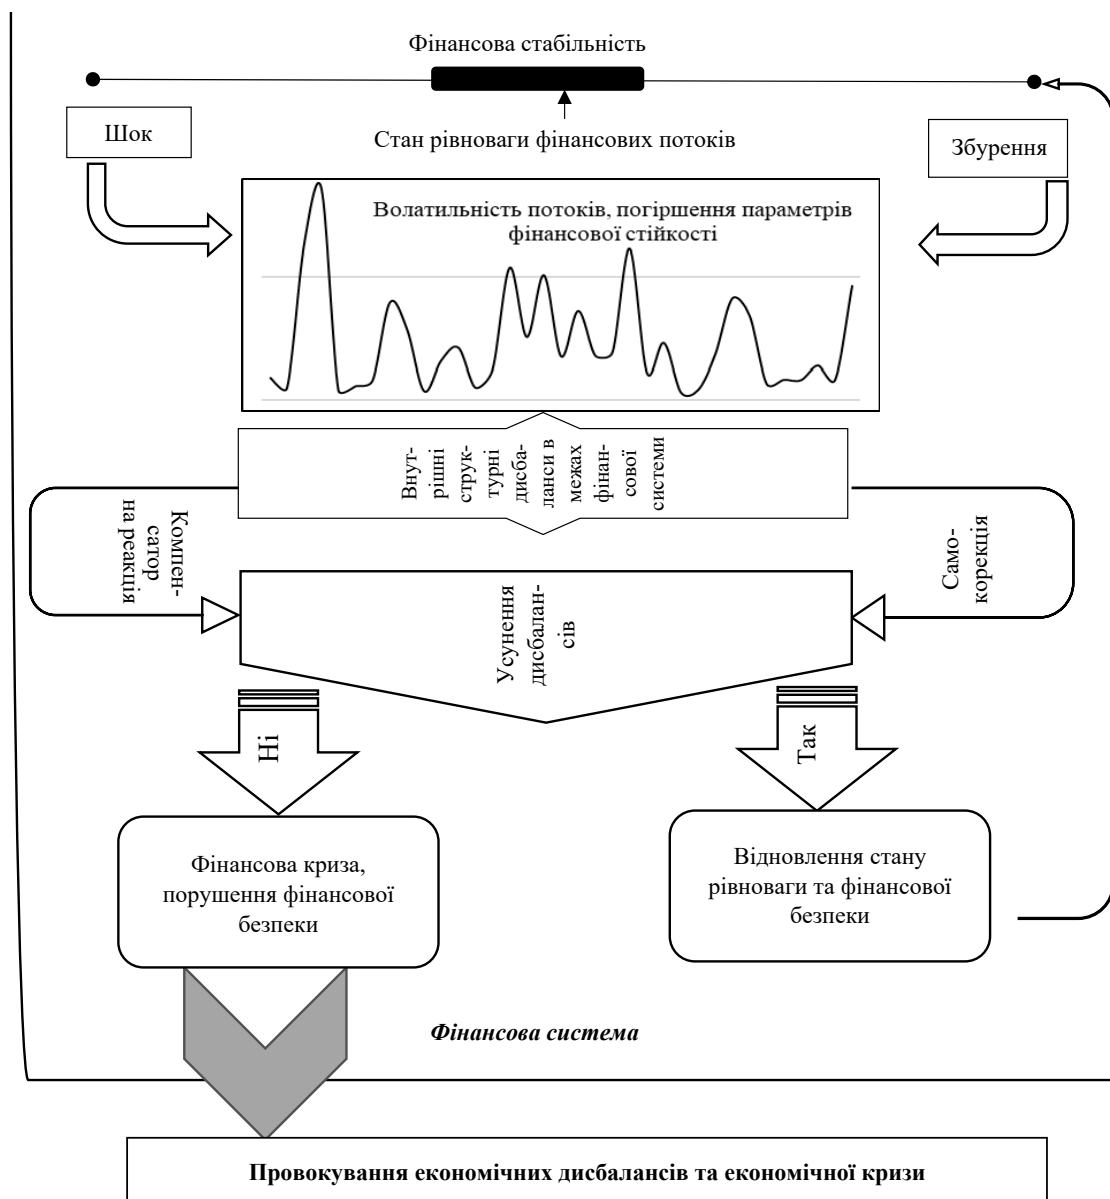 Фінансова стабільність
Стан рівноваги фінансових потоків
Шок
Збурення
Волатильність потоків, погіршення параметрів
фінансової стійкості
Внут-
рішні
струк-
турні
дисба-
ланси в
межах
фінан-
сової
системи
Компен-
сатор
на реакція
Само-
корекція
Усунення
дисбалан-
сів
Ні
Так
Фінансова криза,
порушення фінансової
безпеки
Відновлення стану
рівноваги та фінансової
безпеки
Фінансова система
Провокування економічних дисбалансів та економічної кризи